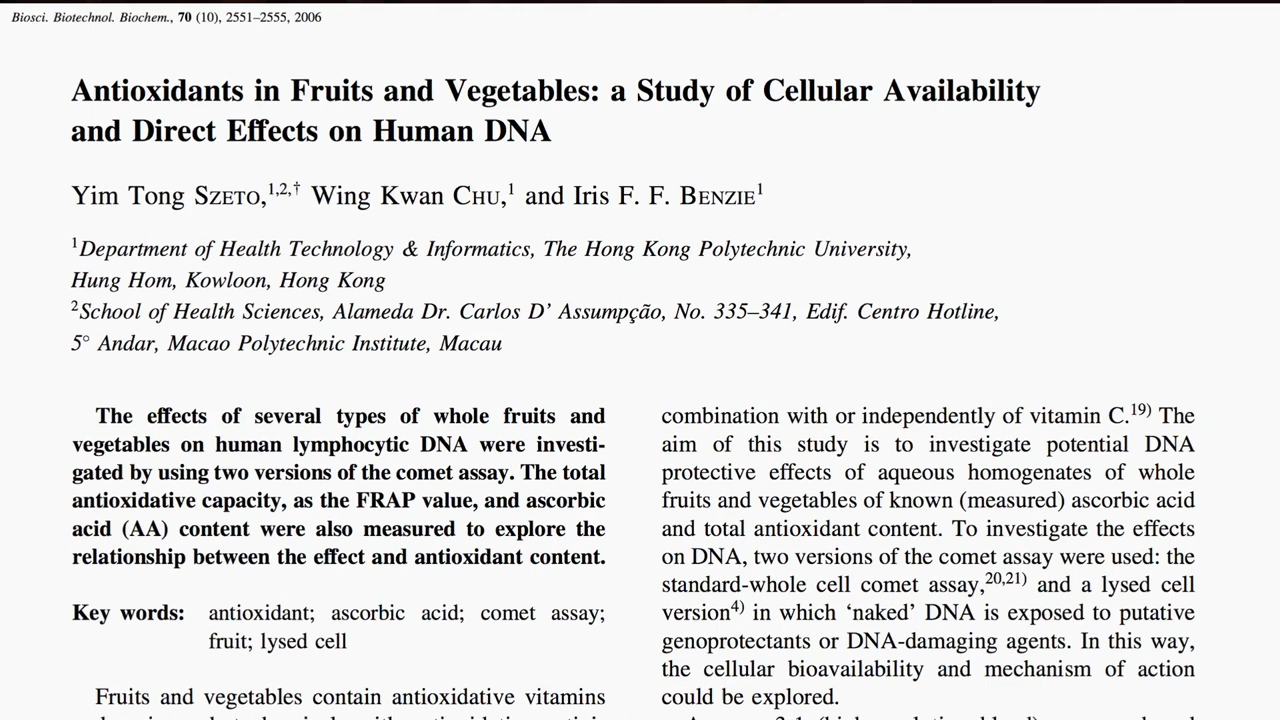 Biosci. Biotechnol. Biochem., 70 (10), 2551–2555, 2006
Antioxidants in Fruits and Vegetables: a Study of Cellular Availability
and Direct Effects on Human DNA
Yim Tong SZETO,1,2,† Wing Kwan CHU,1 and Iris F. F. BENZIE1
1Department of Health Technology & Informatics, The Hong Kong Polytechnic University,
Hung Hom, Kowloon, Hong Kong
2School of Health Sciences, Alameda Dr. Carlos D' Assumpção, No. 335–341, Edif. Centro Hotline,
5° Andar, Macao Polytechnic Institute, Macau
The effects of several types of whole fruits and
vegetables on human lymphocytic DNA were investi-
gated by using two versions of the comet assay. The total
antioxidative capacity, as the FRAP value, and ascorbic
acid (AA) content were also measured to explore the
relationship between the effect and antioxidant content.
Key words: antioxidant; ascorbic acid; comet assay;
fruit; lysed cell
Fruits and vegetables contain antioxidative vitamins
combination with or independently of vitamin C.19) The
aim of this study is to investigate potential DNA
protective effects of aqueous homogenates of whole
fruits and vegetables of known (measured) ascorbic acid
and total antioxidant content. To investigate the effects
on DNA, two versions of the comet assay were used: the
standard-whole cell comet assay,20,21) and a lysed cell
version4) in which 'naked' DNA is exposed to putative
genoprotectants or DNA-damaging agents. In this way,
the cellular bioavailability and mechanism of action
could be explored.